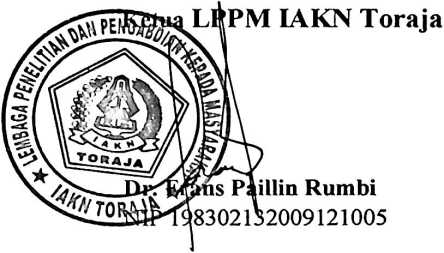 Ketua LPPM IAKN Toraja
LEMBAGA PENELITIAN DAN PENGABDIAN KEPADA MASYARAKAT
IAKN
TORAJA
IAKN TORAJA
Dr. Frans Paillin Rumbi
NIP 198302132009121005